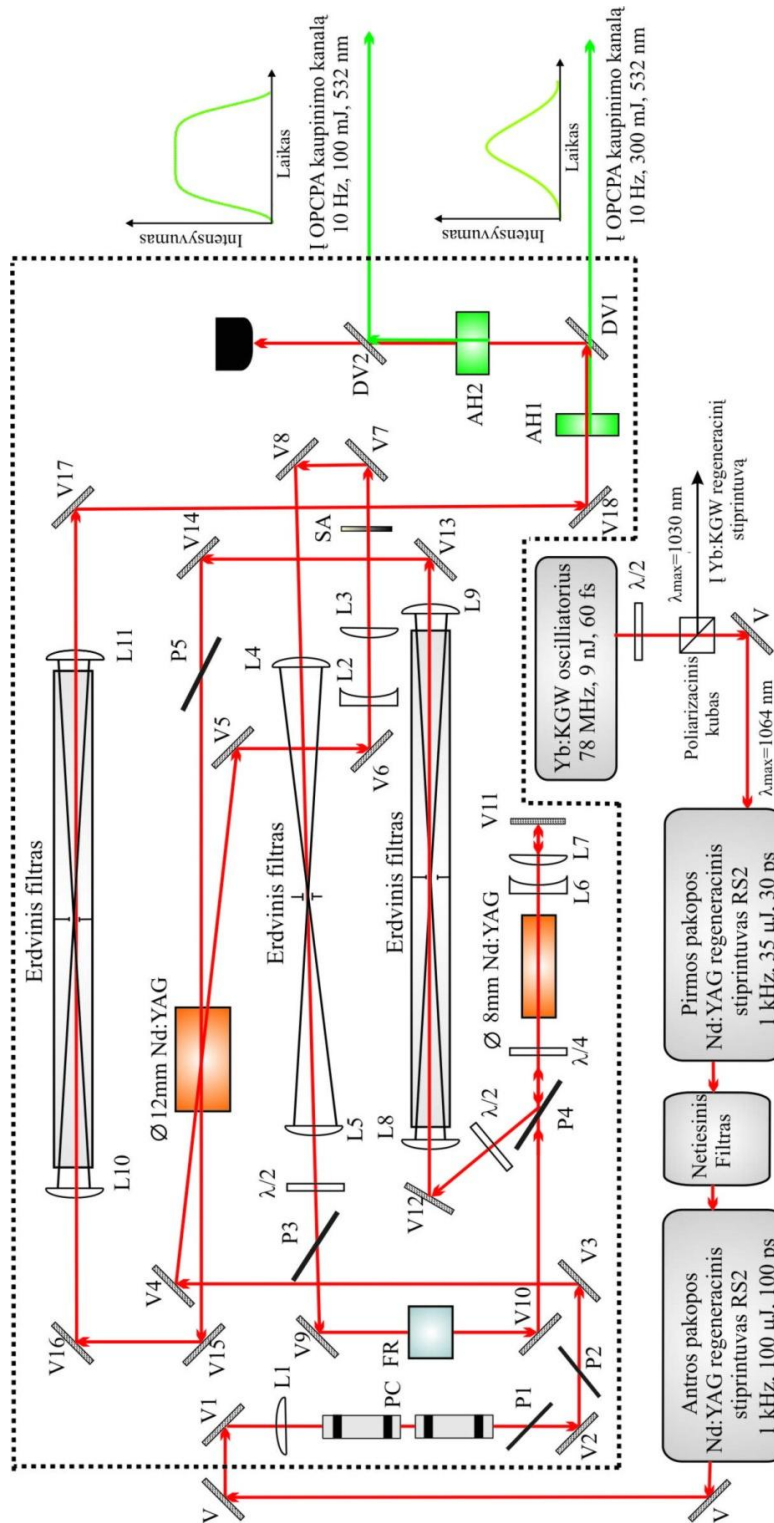 V16
L10
Erdvinis filtras
L11
V17
V4
V15
Ø12mm Nd:YAG
P5
V14
V5
V8
V7
V6
L2
L3
SA
L4
Erdvinis filtras
L5
λ/2
P3
V9
FR
V10
V3
P2
V2
P1
PC
L1
V1
V
L8
Erdvinis filtras
L9
V13
V12
λ/2
P4
λ/4
Ø 8mm Nd:YAG
L6
L7
V11
V18
AH1
DV1
AH2
DV2
Intensyvumas
Laikas
Į OPCPA kaupinimo kanalą
10 Hz, 100 mJ, 532 nm
Intensyvumas
Laikas
Į OPCPA kaupinimo kanalą
10 Hz, 300 mJ, 532 nm
Yb:KGW oscilliatorius
78 MHz, 9 nJ, 60 fs
λ/2
Poliarizacinis
kubas
λmax=1030 nm
Į Yb:KGW regeneracinį
stiprintuvą
V
λmax=1064 nm
Pirmos pakopos
Nd:YAG regeneracinis
stiprintuvas RS2
1 kHz, 35 μJ, 30 ps
Netiesinis
Filtras
Antros pakopos
Nd:YAG regeneracinis
stiprintuvas RS2
1 kHz, 100 μJ, 100 ps
V